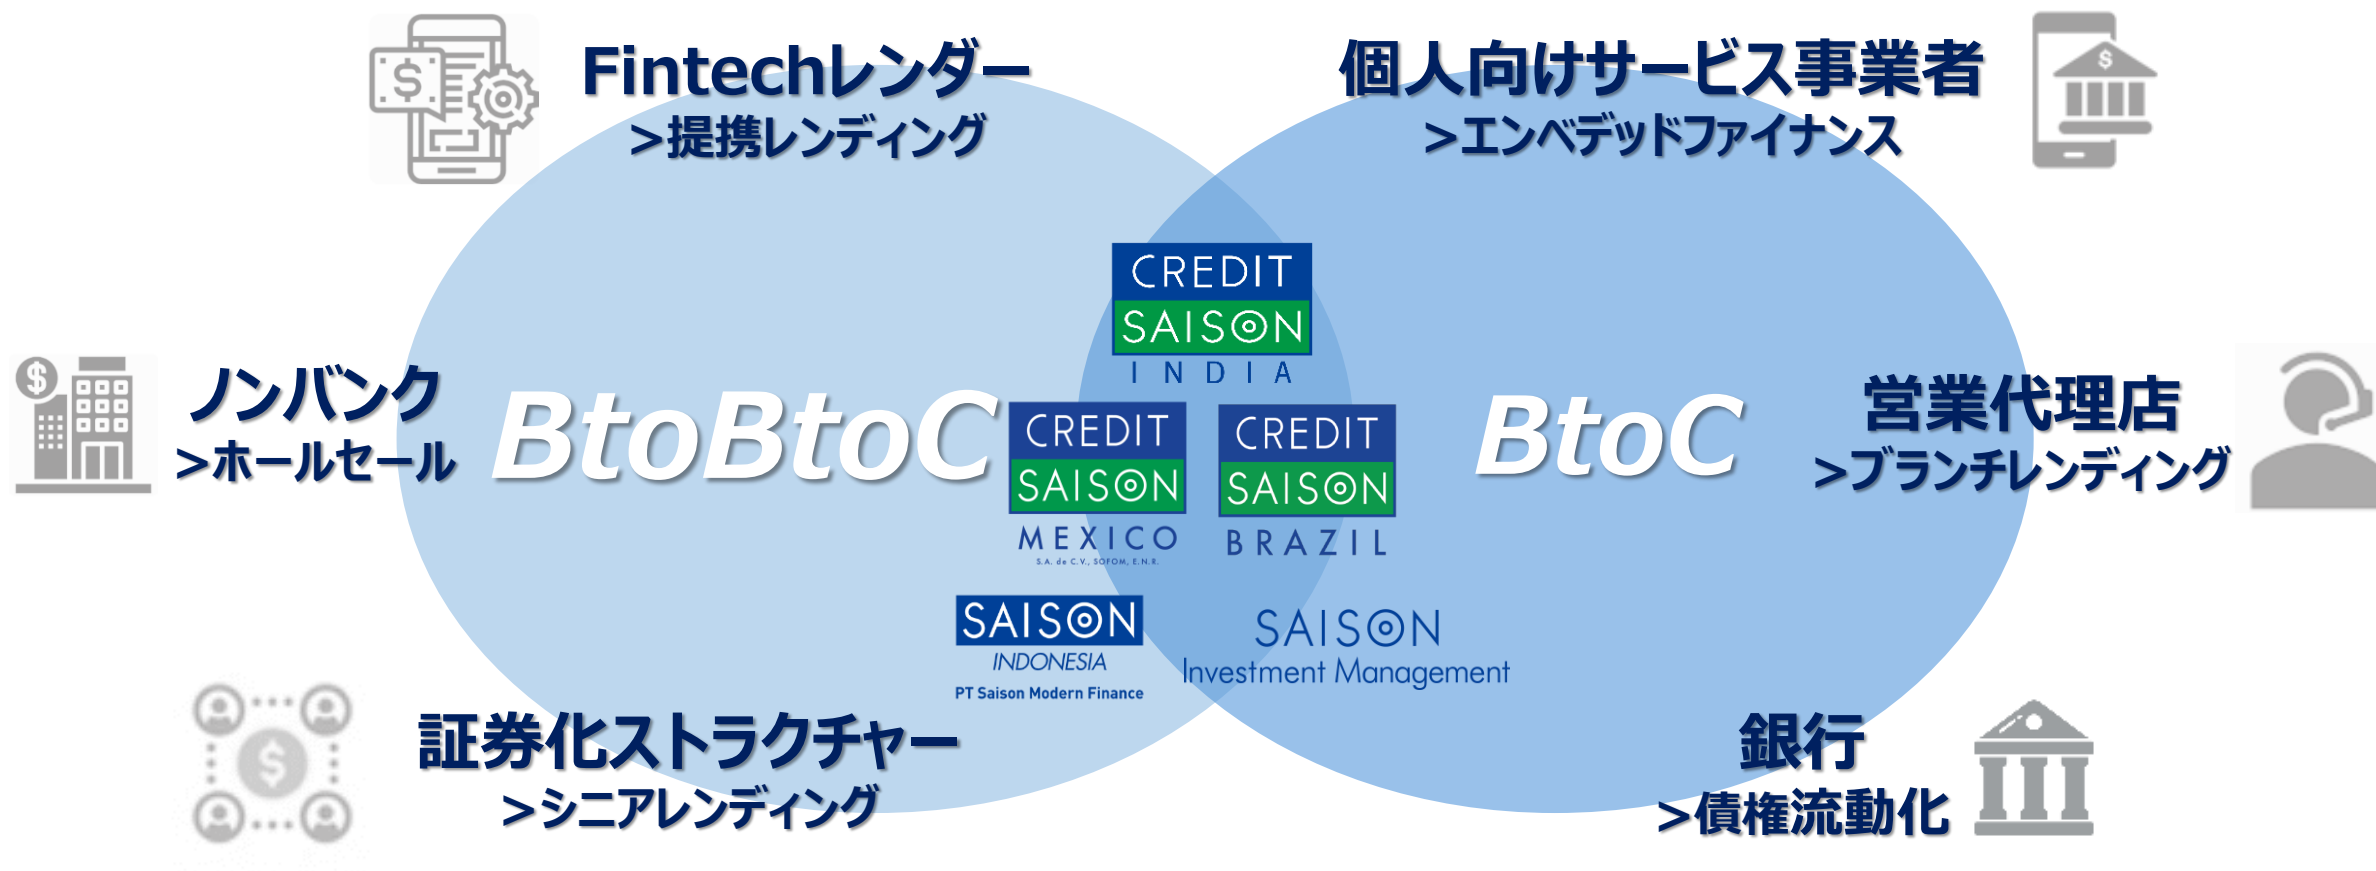 Fintechレンダー
>提携レンディング
個人向けサービス事業者
>エンベデッドファイナンス
CREDIT
SAISON
INDIA
ノンバンク
>ホールセール
BtoBtoC
CREDIT
SAISON
MEXICO
S.A. de C.V., SOFOM, E.N.R.
CREDIT
SAISON
BRAZIL
BtoC
営業代理店
>ブランチレンディング
SAISON
INDONESIA
PT Saison Modern Finance
SAISON
Investment Management
証券化ストラクチャー
>シニアレンディング
銀行
>債権流動化